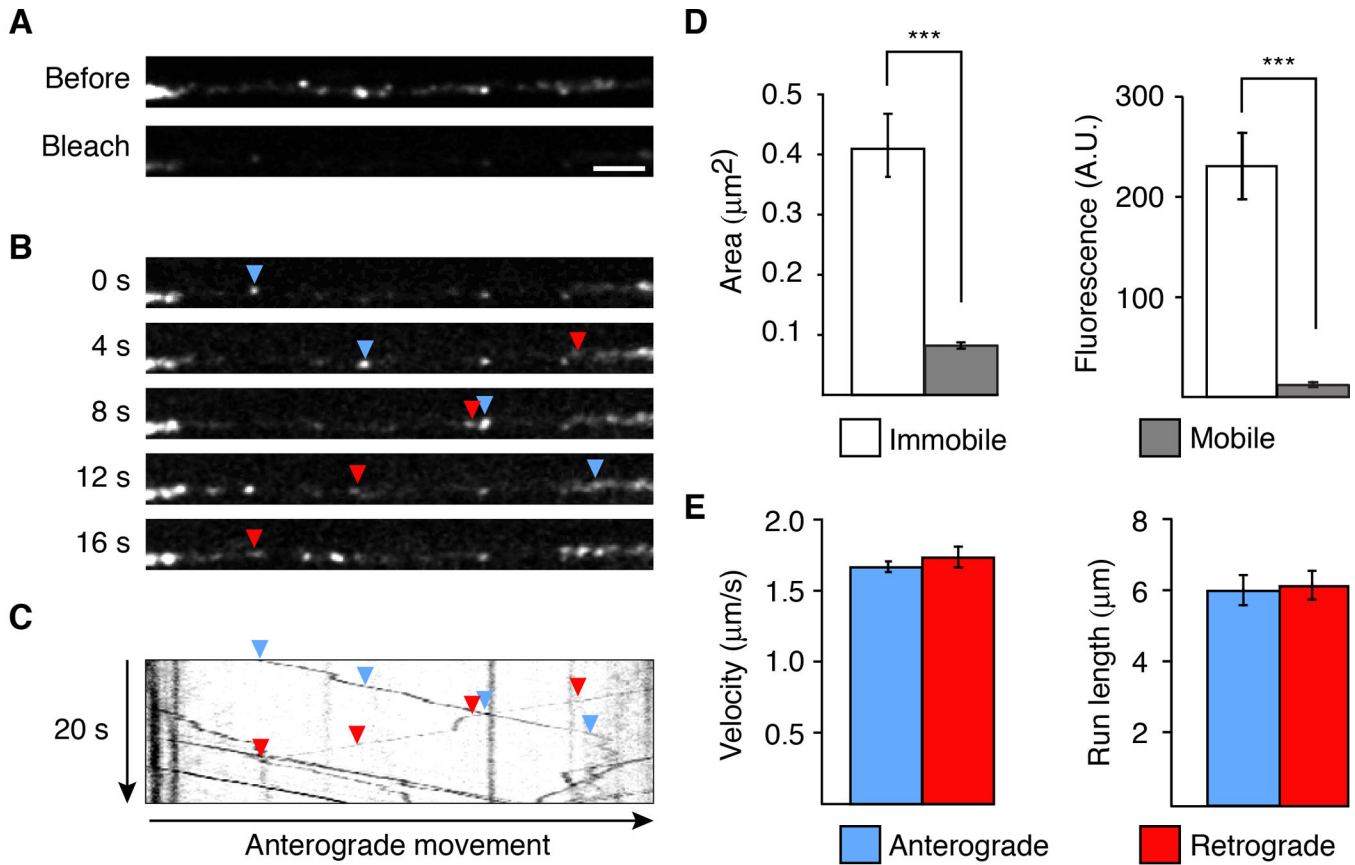 A
Before
Bleach
B
0 s
4 s
8 s
12 s
16 s
C
20 s
Anterograde movement
D
***
Area (μm2)
0.5
0.4
0.3
0.2
0.1
***
Fluorescence (A.U.)
300
200
100
Immobile
Mobile
E
Velocity (μm/s)
2.0
1.5
1.0
0.5
Run length (μm)
8
6
4
2
Anterograde
Retrograde